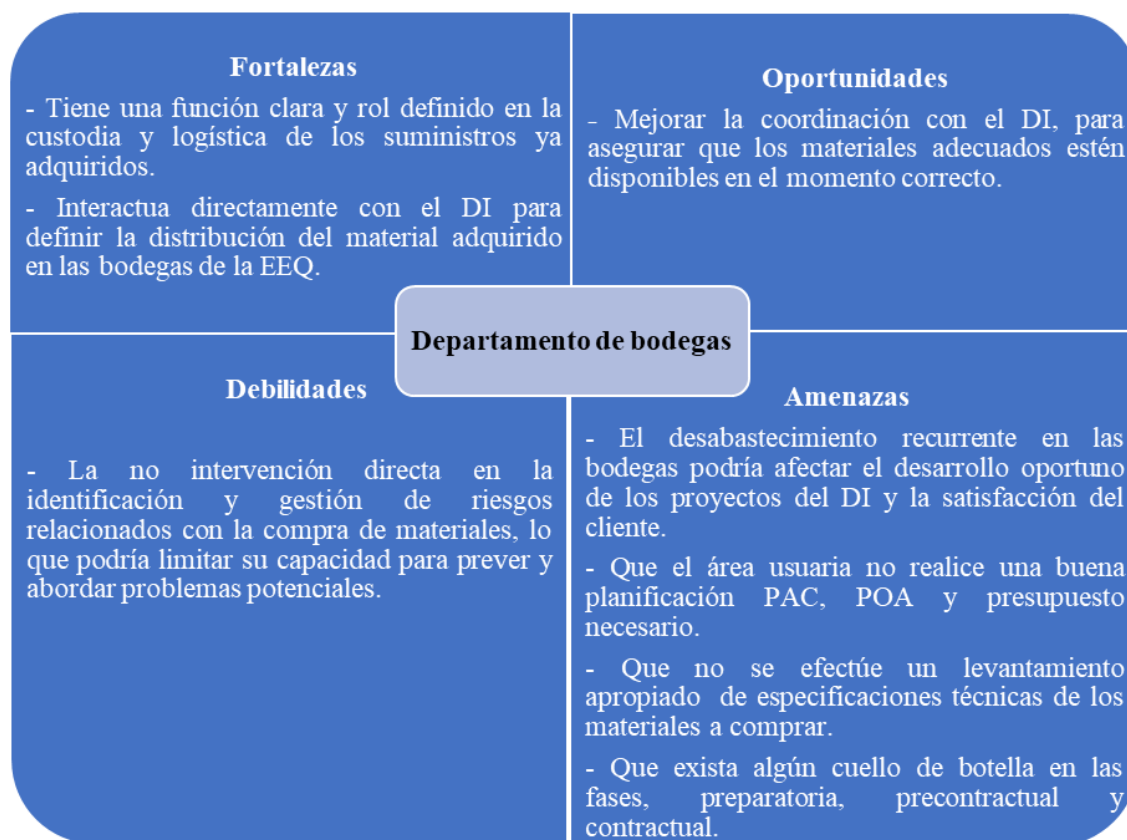 Fortalezas
- Tiene una función clara y rol definido en la
custodia y logística de los suministros ya
adquiridos.
- Interactua directamente con el DI para
definir la distribución del material adquirido
en las bodegas de la EEQ.
Oportunidades
- Mejorar la coordinación con el DI, para
asegurar que los materiales adecuados estén
disponibles en el momento correcto.
Departamento de bodegas
Debilidades
- La no intervención directa en la
identificación y gestión de riesgos
relacionados con la compra de materiales, lo
que podría limitar su capacidad para prever y
abordar problemas potenciales.
Amenazas
- El desabastecimiento recurrente en las
bodegas podría afectar el desarrollo oportuno
de los proyectos del DI y la satisfacción del
cliente.
- Que el área usuaria no realice una buena
planificación PAC, POA y presupuesto
necesario.
- Que no se efectúe un levantamiento
apropiado de especificaciones técnicas de los
materiales a comprar.
- Que exista algún cuello de botella en las
fases, preparatoria, precontractual y
contractual.